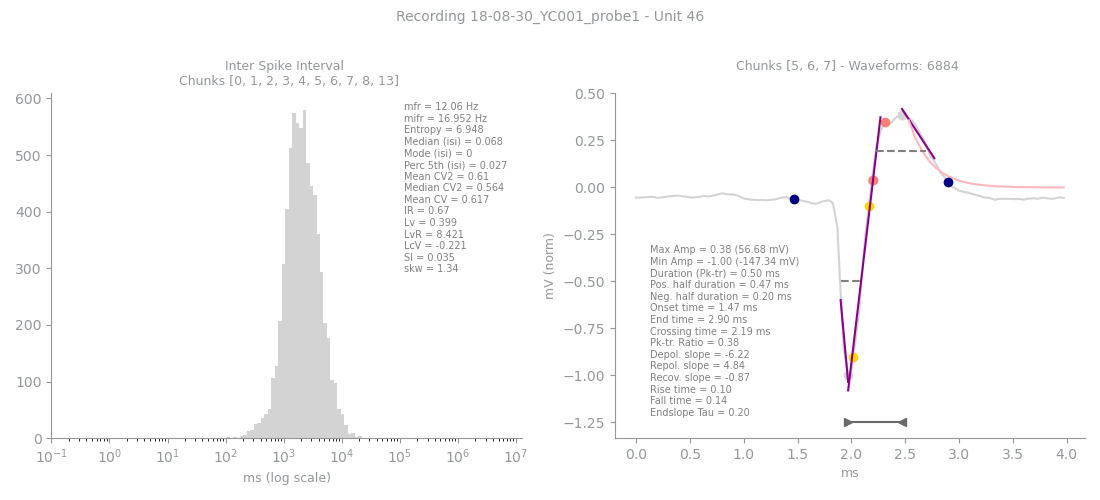 Recording 18-08-30_YC001_probe1 - Unit 46
Inter Spike Interval
Chunks [0, 1, 2, 3, 4, 5, 6, 7, 8, 13]
600
500
400
300
200
100
0
mfr = 12.06 Hz
mifr = 16.952 Hz
Entropy = 6.948
Median (isi) = 0.068
Mode (isi) = 0
Perc 5th (isi) = 0.027
Mean CV2 = 0.61
Median CV2 = 0.564
Mean CV = 0.617
IR = 0.67
Lv = 0.399
LvR = 8.421
LcV = -0.221
SI = 0.035
skw = 1.34
10⁻¹ 10⁰ 10¹ 10² 10³ 10⁴ 10⁵ 10⁶ 10⁷
ms (log scale)
Chunks [5, 6, 7] - Waveforms: 6884
mV (norm)
0.50
0.25
0.00
−0.25
−0.50
−0.75
−1.00
−1.25
Max Amp = 0.38 (56.68 mV)
Min Amp = -1.00 (-147.34 mV)
Duration (Pk-tr) = 0.50 ms
Pos. half duration = 0.47 ms
Neg. half duration = 0.20 ms
Onset time = 1.47 ms
End time = 2.90 ms
Crossing time = 2.19 ms
Pk-tr. Ratio = 0.38
Depol. slope = -6.22
Repol. slope = 4.84
Recov. slope = -0.87
Rise time = 0.10
Fall time = 0.14
Endslope Tau = 0.20
0.0 0.5 1.0 1.5 2.0 2.5 3.0 3.5 4.0
ms